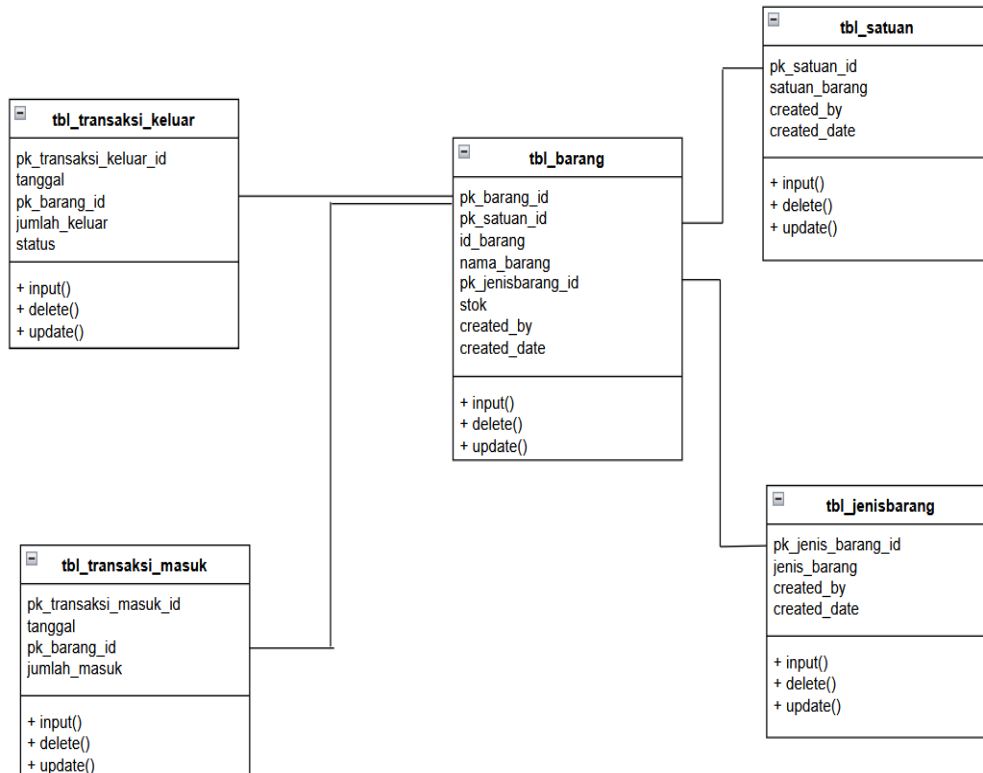 tbl_satuan
pk_satuan_id
satuan_barang
created_by
created_date
+ input()
+ delete()
+ update()
tbl_transaksi_keluar
pk_transaksi_keluar_id
tanggal
pk_barang_id
jumlah_keluar
status
+ input()
+ delete()
+ update()
tbl_barang
pk_barang_id
pk_satuan_id
id_barang
nama_barang
pk_jenisbarang_id
stok
created_by
created_date
+ input()
+ delete()
+ update()
tbl_jenisbarang
pk_jenis_barang_id
jenis_barang
created_by
created_date
+ input()
+ delete()
+ update()
tbl_transaksi_masuk
pk_transaksi_masuk_id
tanggal
pk_barang_id
jumlah_masuk
+ input()
+ delete()
+ update()